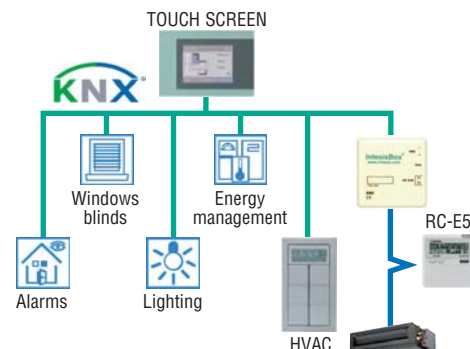 TOUCH SCREEN
KNX®
IntesisBox®
Windows
blinds
Energy
management
RC-E5
Alarms
Lighting
HVAC